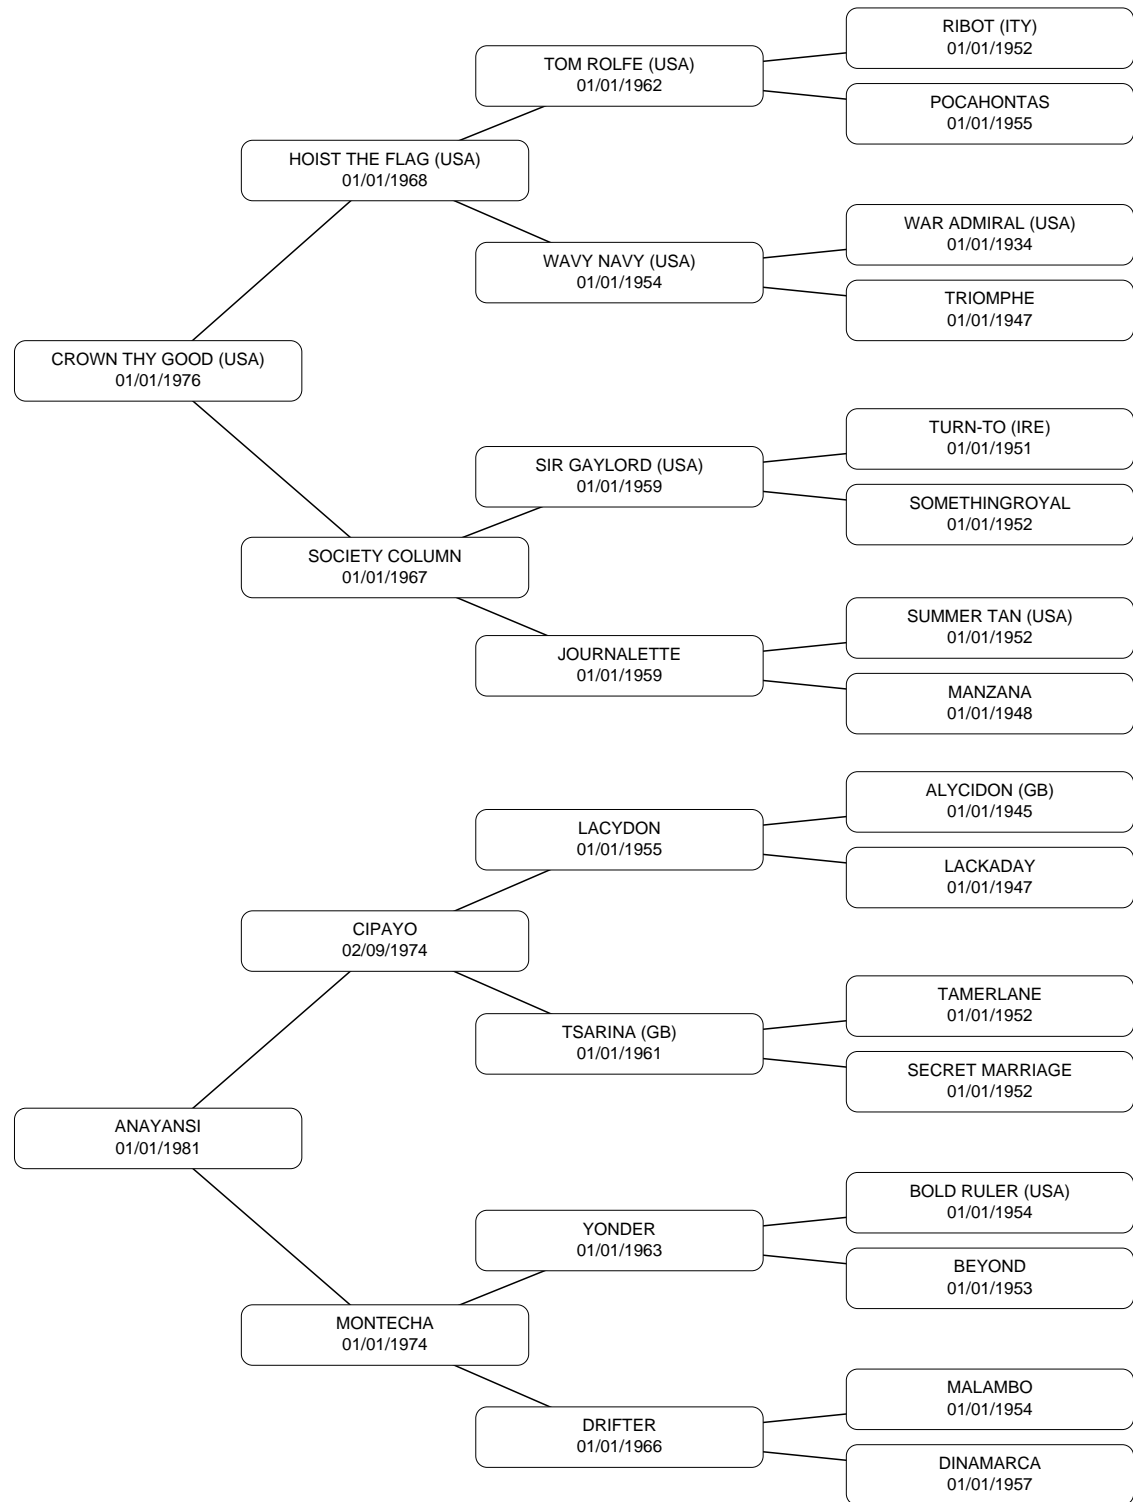 RIBOT (ITY)
01/01/1952
TOM ROLFE (USA)
01/01/1962
POCAHONTAS
01/01/1955
HOIST THE FLAG (USA)
01/01/1968
WAR ADMIRAL (USA)
01/01/1934
WAVY NAVY (USA)
01/01/1954
TRIOMPHE
01/01/1947
CROWN THY GOOD (USA)
01/01/1976
TURN-TO (IRE)
01/01/1951
SIR GAYLORD (USA)
01/01/1959
SOMETHINGROYAL
01/01/1952
SOCIETY COLUMN
01/01/1967
SUMMER TAN (USA)
01/01/1952
JOURNALETTE
01/01/1959
MANZANA
01/01/1948
ALYCIDON (GB)
01/01/1945
LACYDON
01/01/1955
LACKADAY
01/01/1947
CIPAYO
02/09/1974
TAMERLANE
01/01/1952
TSARINA (GB)
01/01/1961
SECRET MARRIAGE
01/01/1952
ANAYANSI
01/01/1981
BOLD RULER (USA)
01/01/1954
YONDER
01/01/1963
BEYOND
01/01/1953
MONTECHA
01/01/1974
MALAMBO
01/01/1954
DRIFTER
01/01/1966
DINAMARCA
01/01/1957